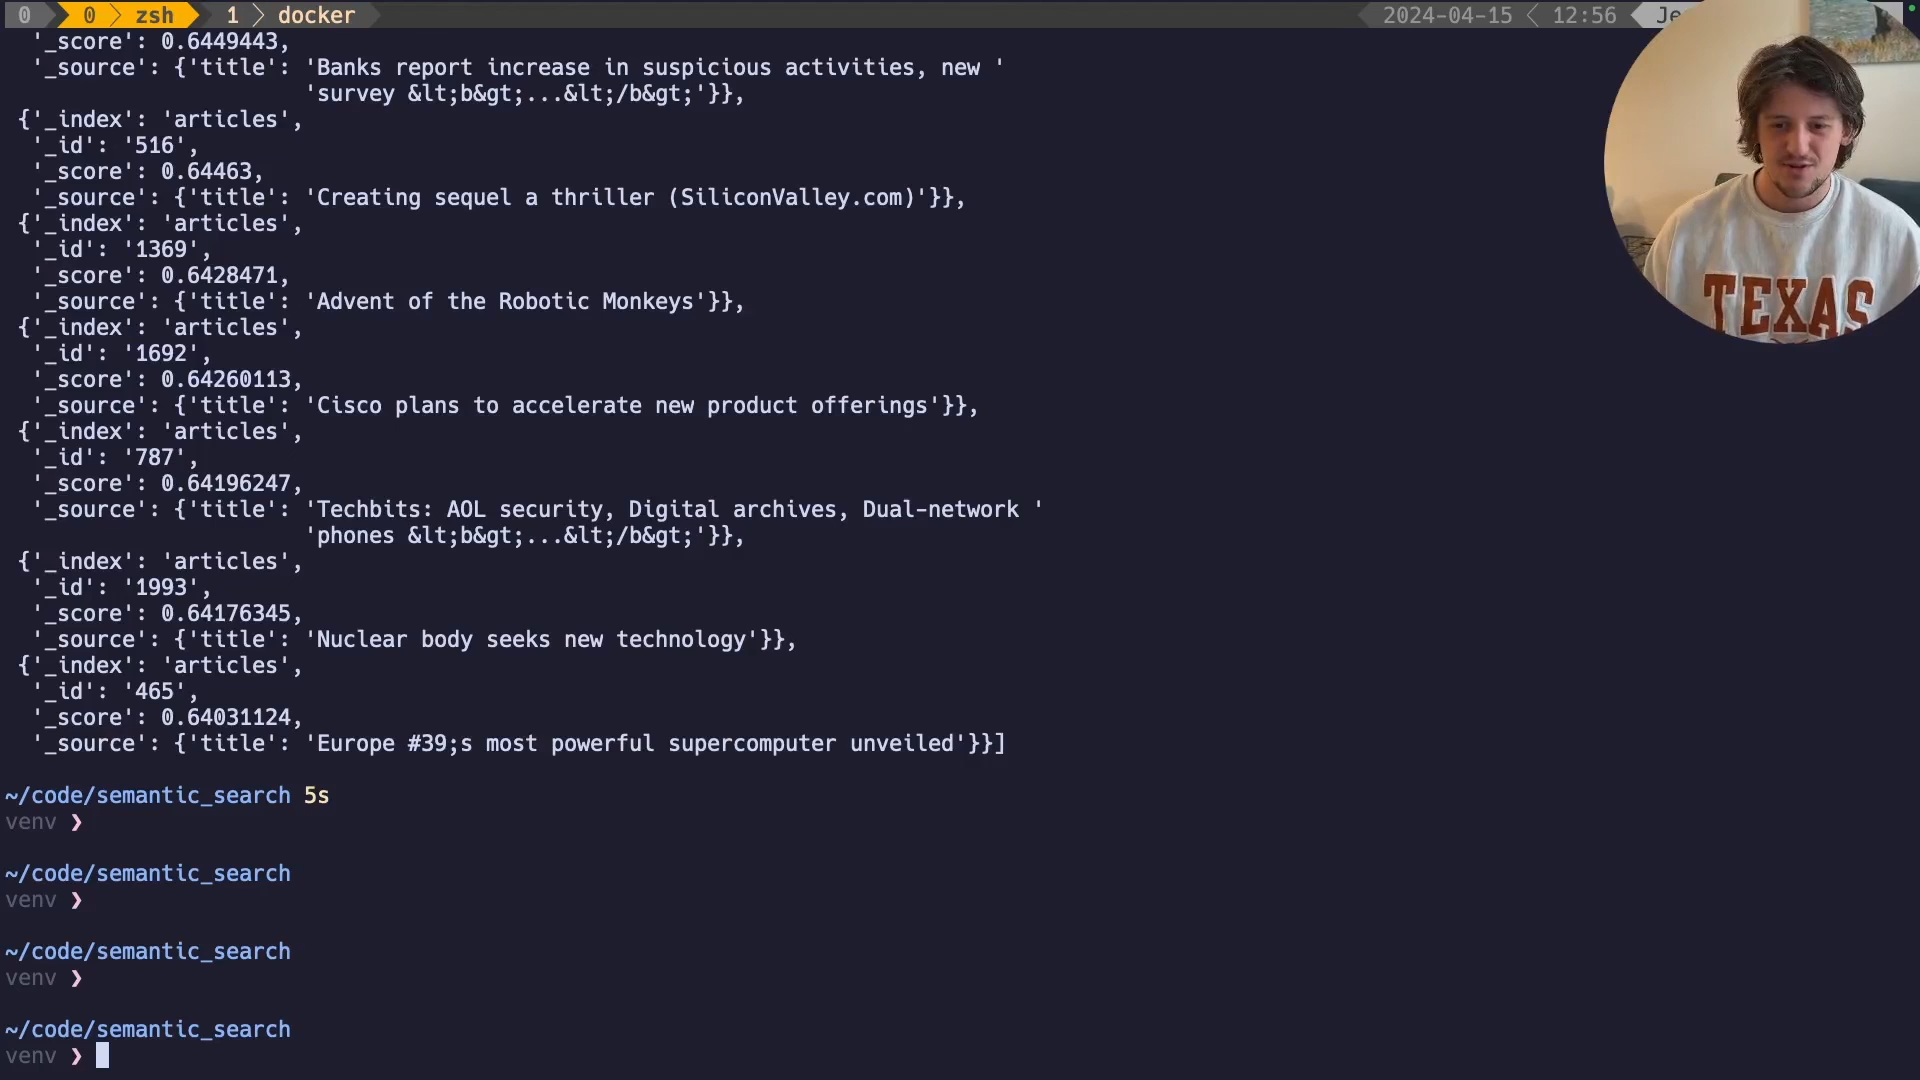 0 0 zsh 1 docker 2024-04-15 12:56 Je
'_score': 0.6449443,
'_source': {'title': 'Banks report increase in suspicious activities, new '
'survey &lt;b&gt;...&lt;/b&gt;'}},
{'_index': 'articles',
'_id': '516',
'_score': 0.64463,
'_source': {'title': 'Creating sequel a thriller (SiliconValley.com)'}},
{'_index': 'articles',
'_id': '1369',
'_score': 0.6428471,
'_source': {'title': 'Advent of the Robotic Monkeys'}},
{'_index': 'articles',
'_id': '1692',
'_score': 0.64260113,
'_source': {'title': 'Cisco plans to accelerate new product offerings'}},
{'_index': 'articles',
'_id': '787',
'_score': 0.64196247,
'_source': {'title': 'Techbits: AOL security, Digital archives, Dual-network '
'phones &lt;b&gt;...&lt;/b&gt;'}},
{'_index': 'articles',
'_id': '1993',
'_score': 0.64176345,
'_source': {'title': 'Nuclear body seeks new technology'}},
{'_index': 'articles',
'_id': '465',
'_score': 0.64031124,
'_source': {'title': 'Europe #39;s most powerful supercomputer unveiled'}}]
~/code/semantic_search 5s
venv ❯
~/code/semantic_search
venv ❯
~/code/semantic_search
venv ❯
~/code/semantic_search
venv ❯
TEXAS